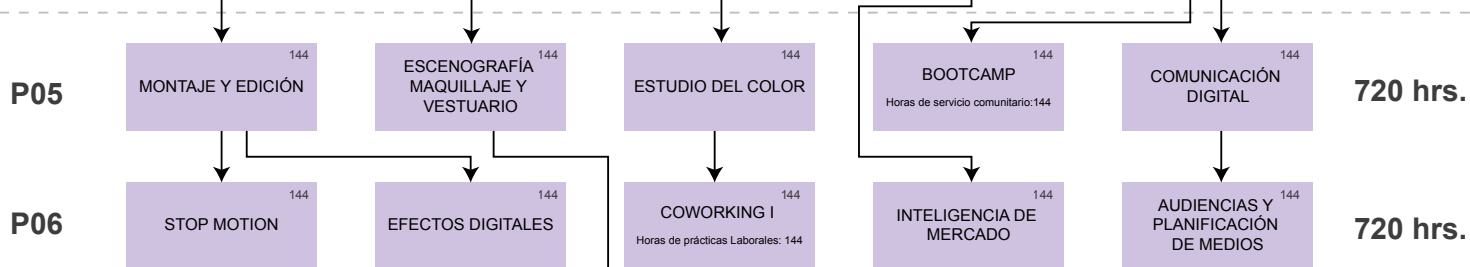 P05
144
MONTAJE Y EDICIÓN
144
ESCENOGRAFÍA
MAQUILLAJE Y
VESTUARIO
144
ESTUDIO DEL COLOR
144
BOOTCAMP
Horas de servicio comunitario:144
144
COMUNICACIÓN
DIGITAL
720 hrs.
P06
144
STOP MOTION
144
EFECTOS DIGITALES
144
COWORKING I
Horas de prácticas Laborales: 144
144
INTELIGENCIA DE
MERCADO
144
AUDIENCIAS Y
PLANIFICACIÓN
DE MEDIOS
720 hrs.